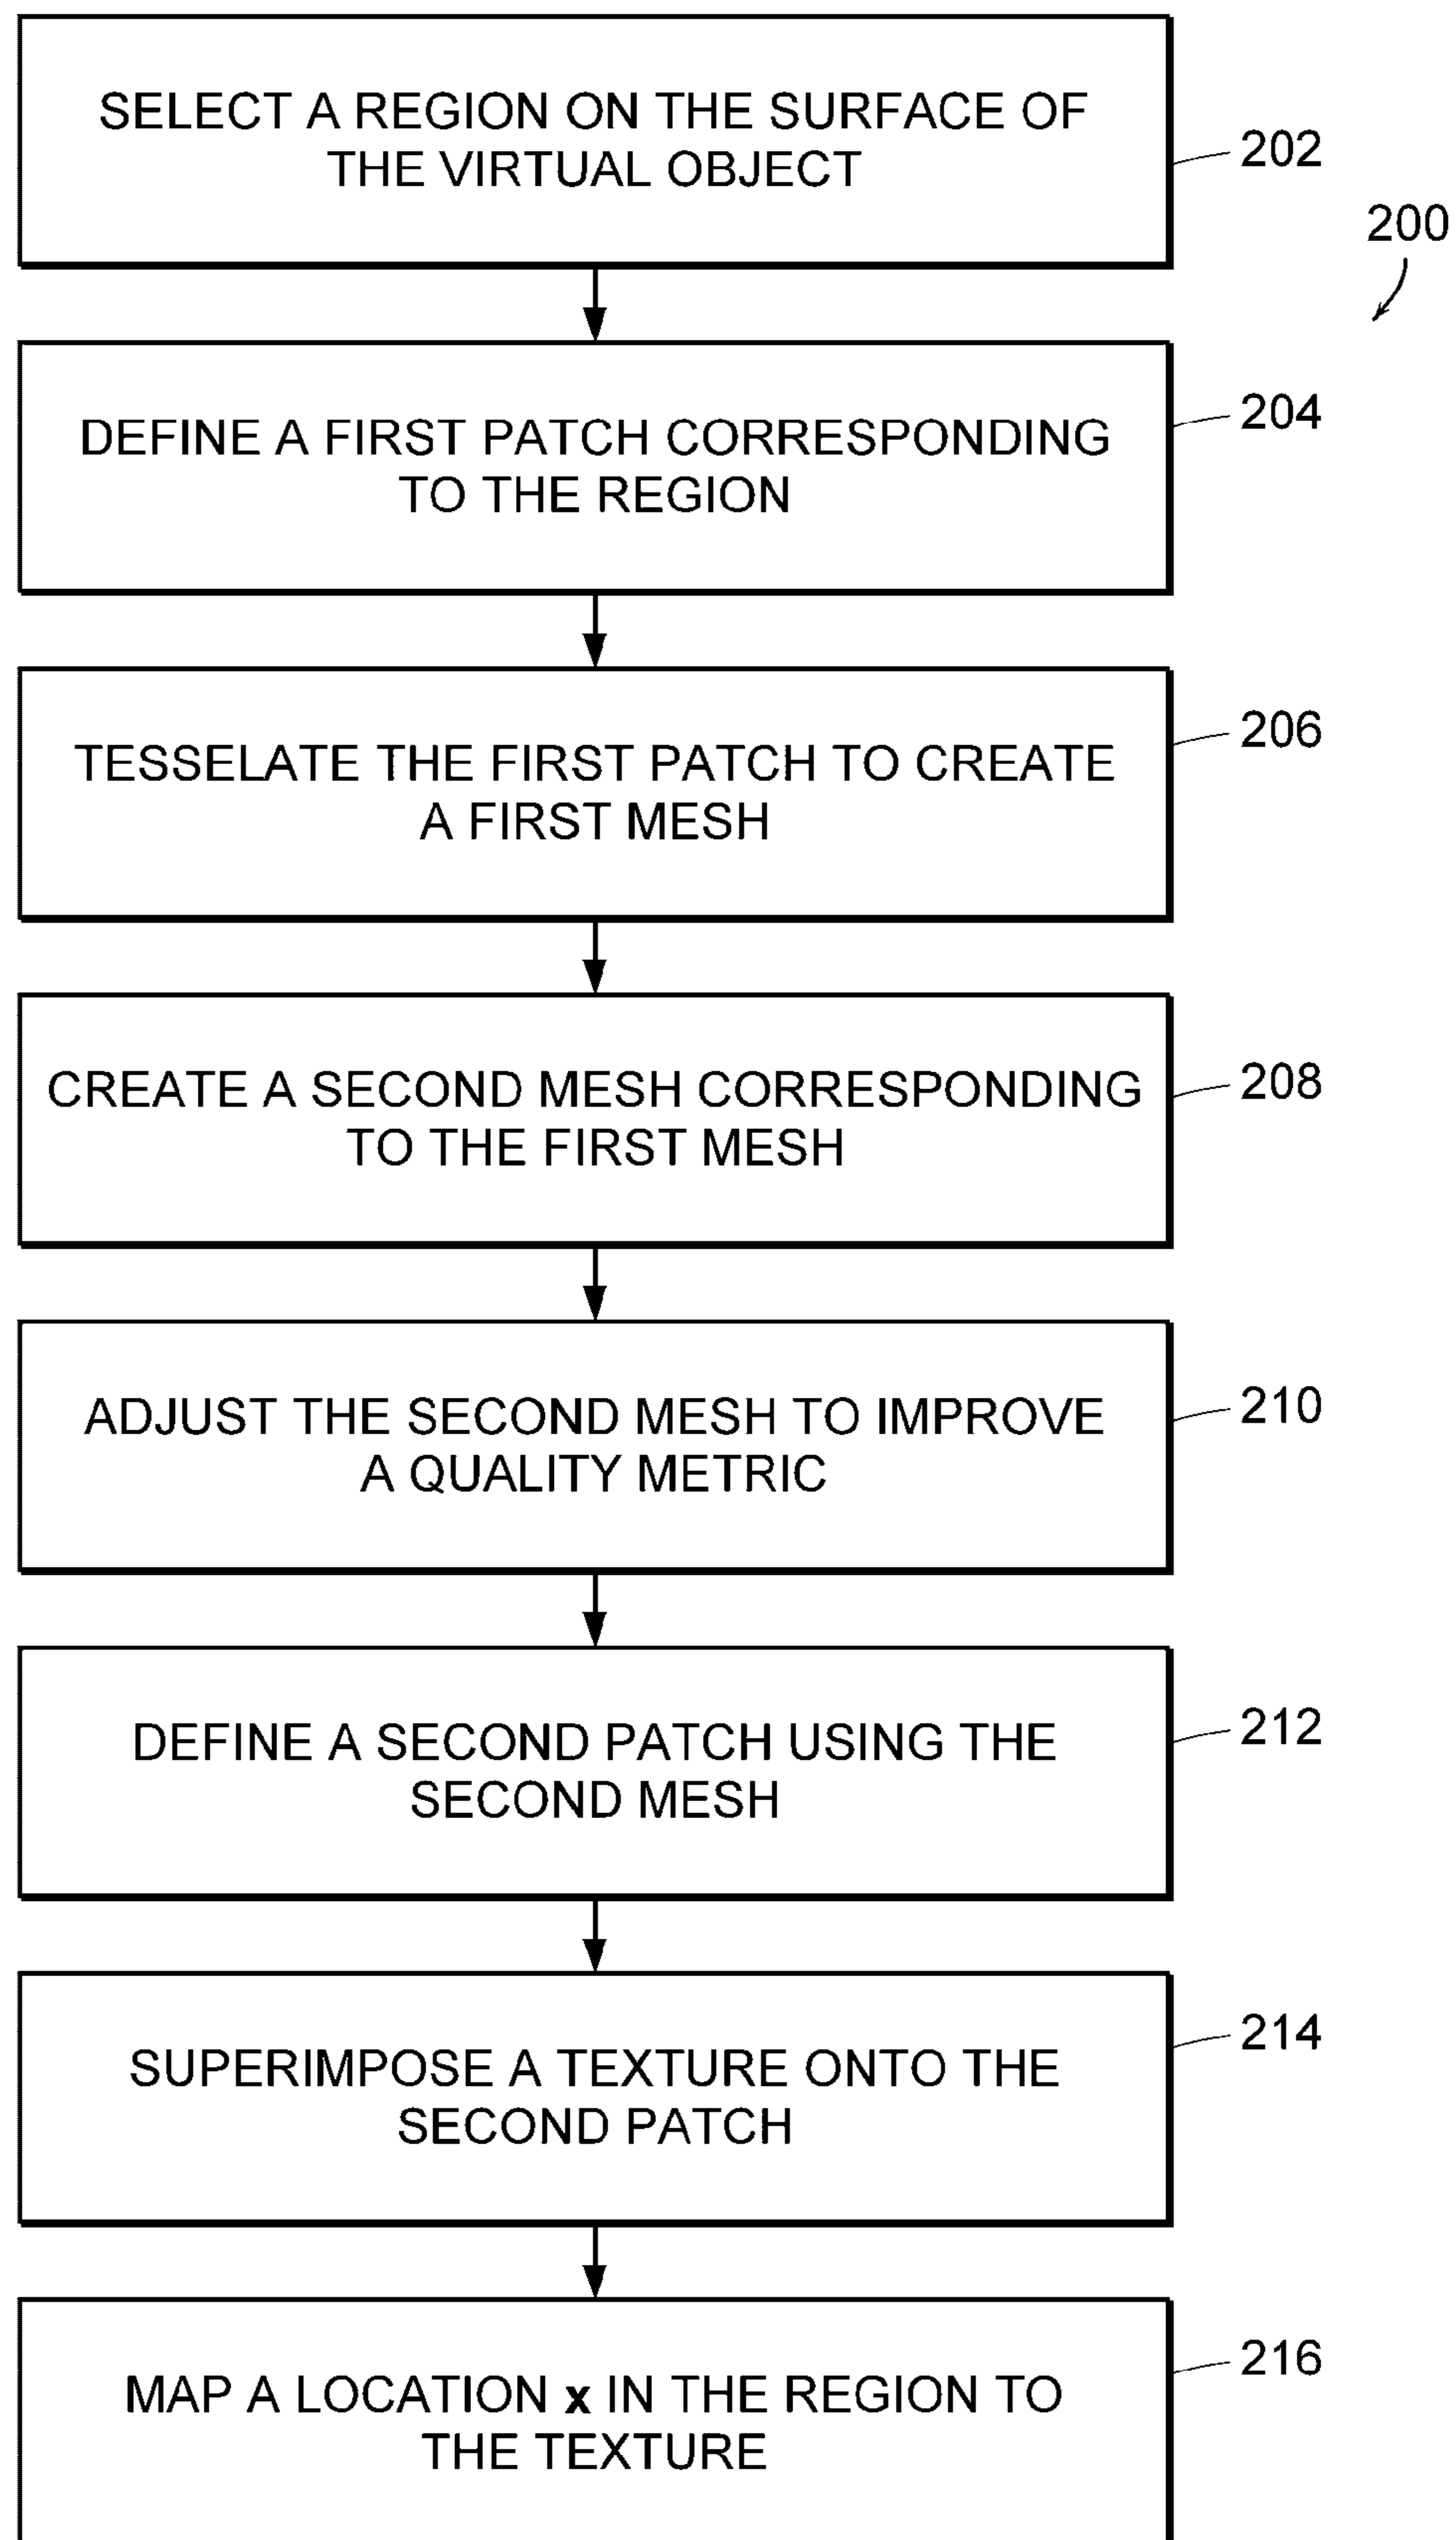 SELECT A REGION ON THE SURFACE OF
THE VIRTUAL OBJECT
202
200
DEFINE A FIRST PATCH CORRESPONDING
TO THE REGION
204
TESSELATE THE FIRST PATCH TO CREATE
A FIRST MESH
206
CREATE A SECOND MESH CORRESPONDING
TO THE FIRST MESH
208
ADJUST THE SECOND MESH TO IMPROVE
A QUALITY METRIC
210
DEFINE A SECOND PATCH USING THE
SECOND MESH
212
SUPERIMPOSE A TEXTURE ONTO THE
SECOND PATCH
214
MAP A LOCATION x IN THE REGION TO
THE TEXTURE
216